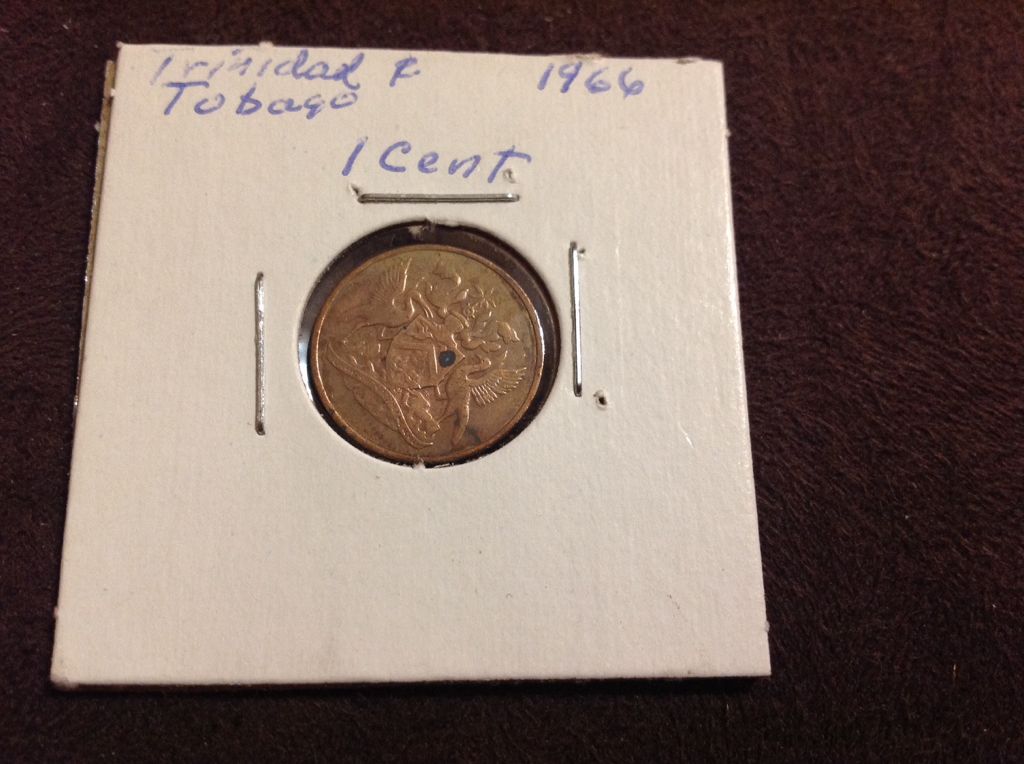 Trinidad & 1966
Tobago
1 Cent